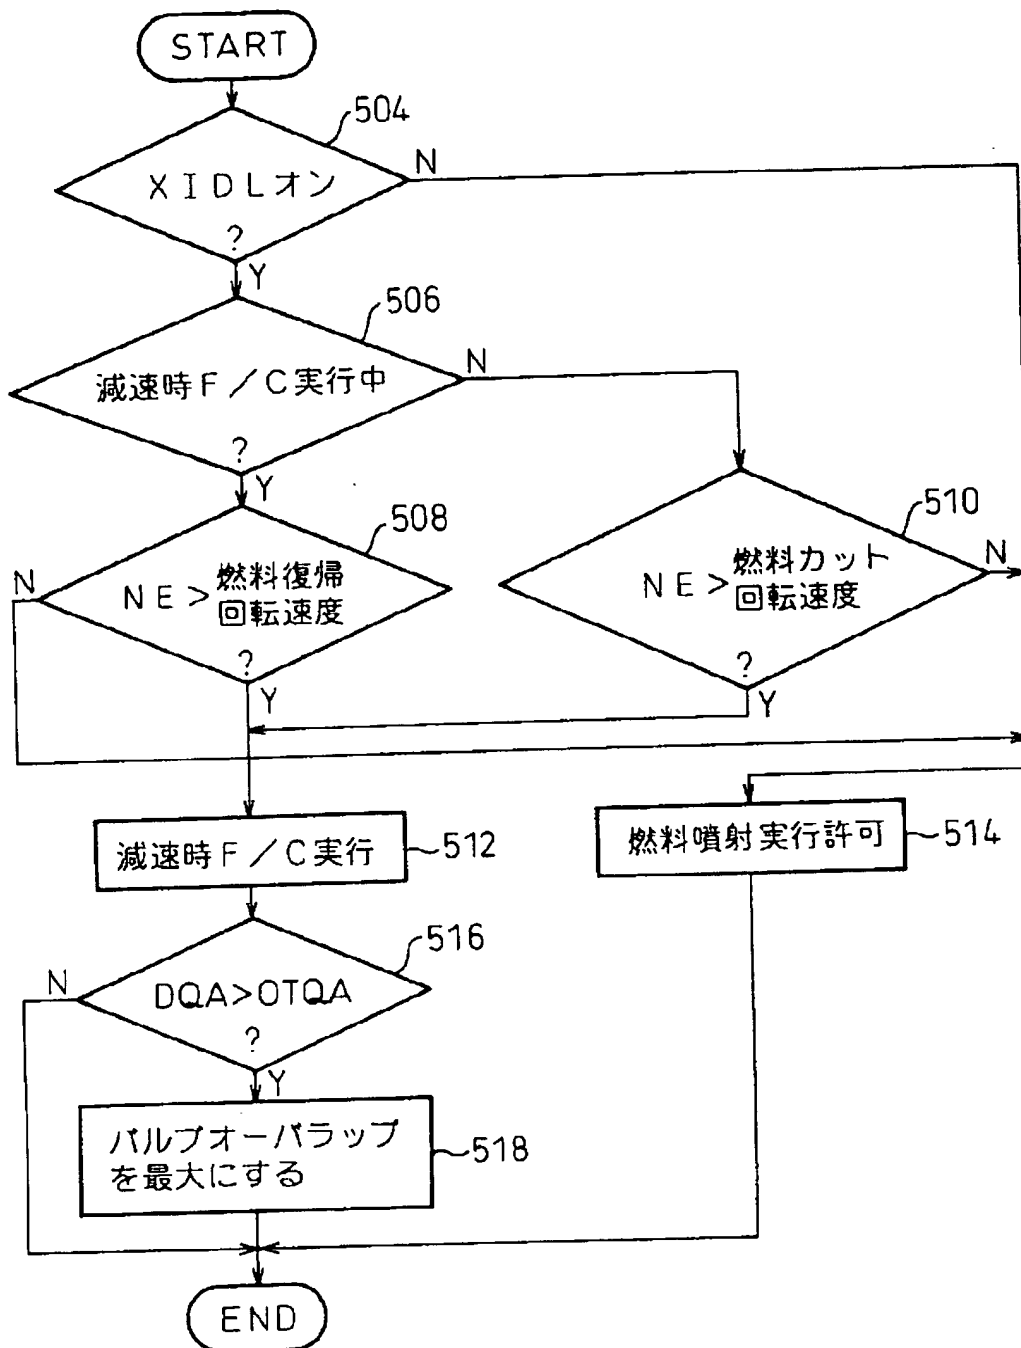 START
504
XIDLオン
?
N
Y
506
減速時F/C実行中
?
N
Y
508
NE>燃料復帰
回転速度
?
N
Y
510
NE>燃料カット
回転速度
?
N
Y
減速時F/C実行
512
燃料噴射実行許可
514
516
DQA>OTQA
?
N
Y
バルブオーバラップ
を最大にする
518
END